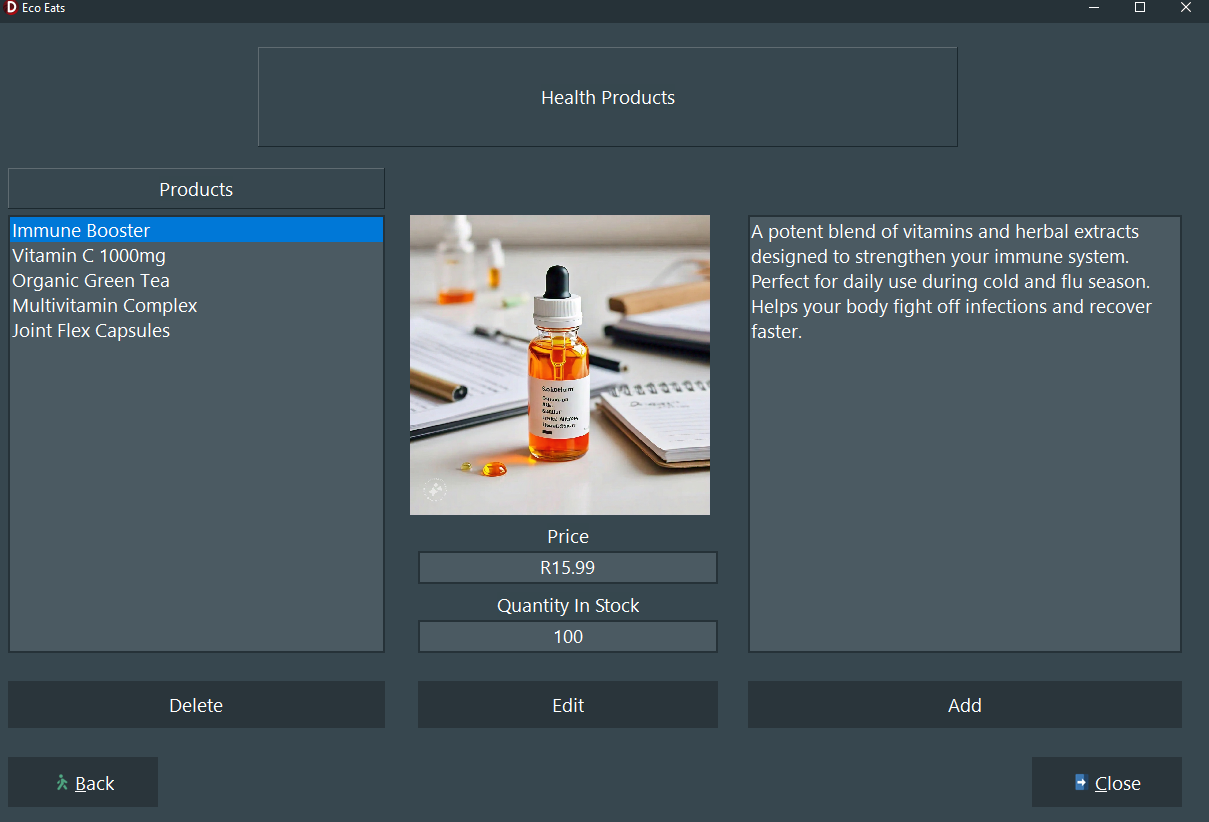 Eco Eats
Health Products
Products
Immune Booster
Vitamin C 1000mg
Organic Green Tea
Multivitamin Complex
Joint Flex Capsules
A potent blend of vitamins and herbal extracts
designed to strengthen your immune system.
Perfect for daily use during cold and flu season.
Helps your body fight off infections and recover
faster.
Price
R15.99
Quantity In Stock
100
Delete
Edit
Add
Back
Close